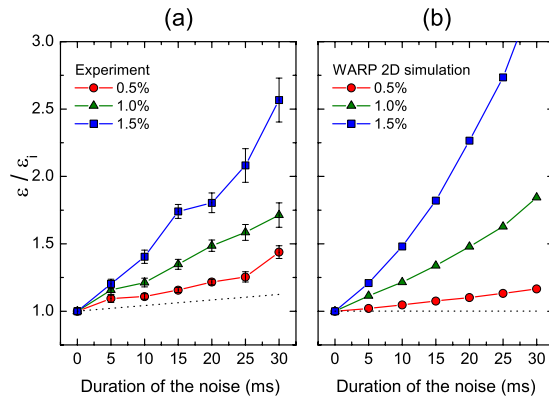 (a)
(b)
3.0
2.5
2.0
1.5
1.0
ε / εi
Experiment
0.5%
1.0%
1.5%
WARP 2D simulation
0.5%
1.0%
1.5%
0 5 10 15 20 25 30
0 5 10 15 20 25 30
Duration of the noise (ms)
Duration of the noise (ms)